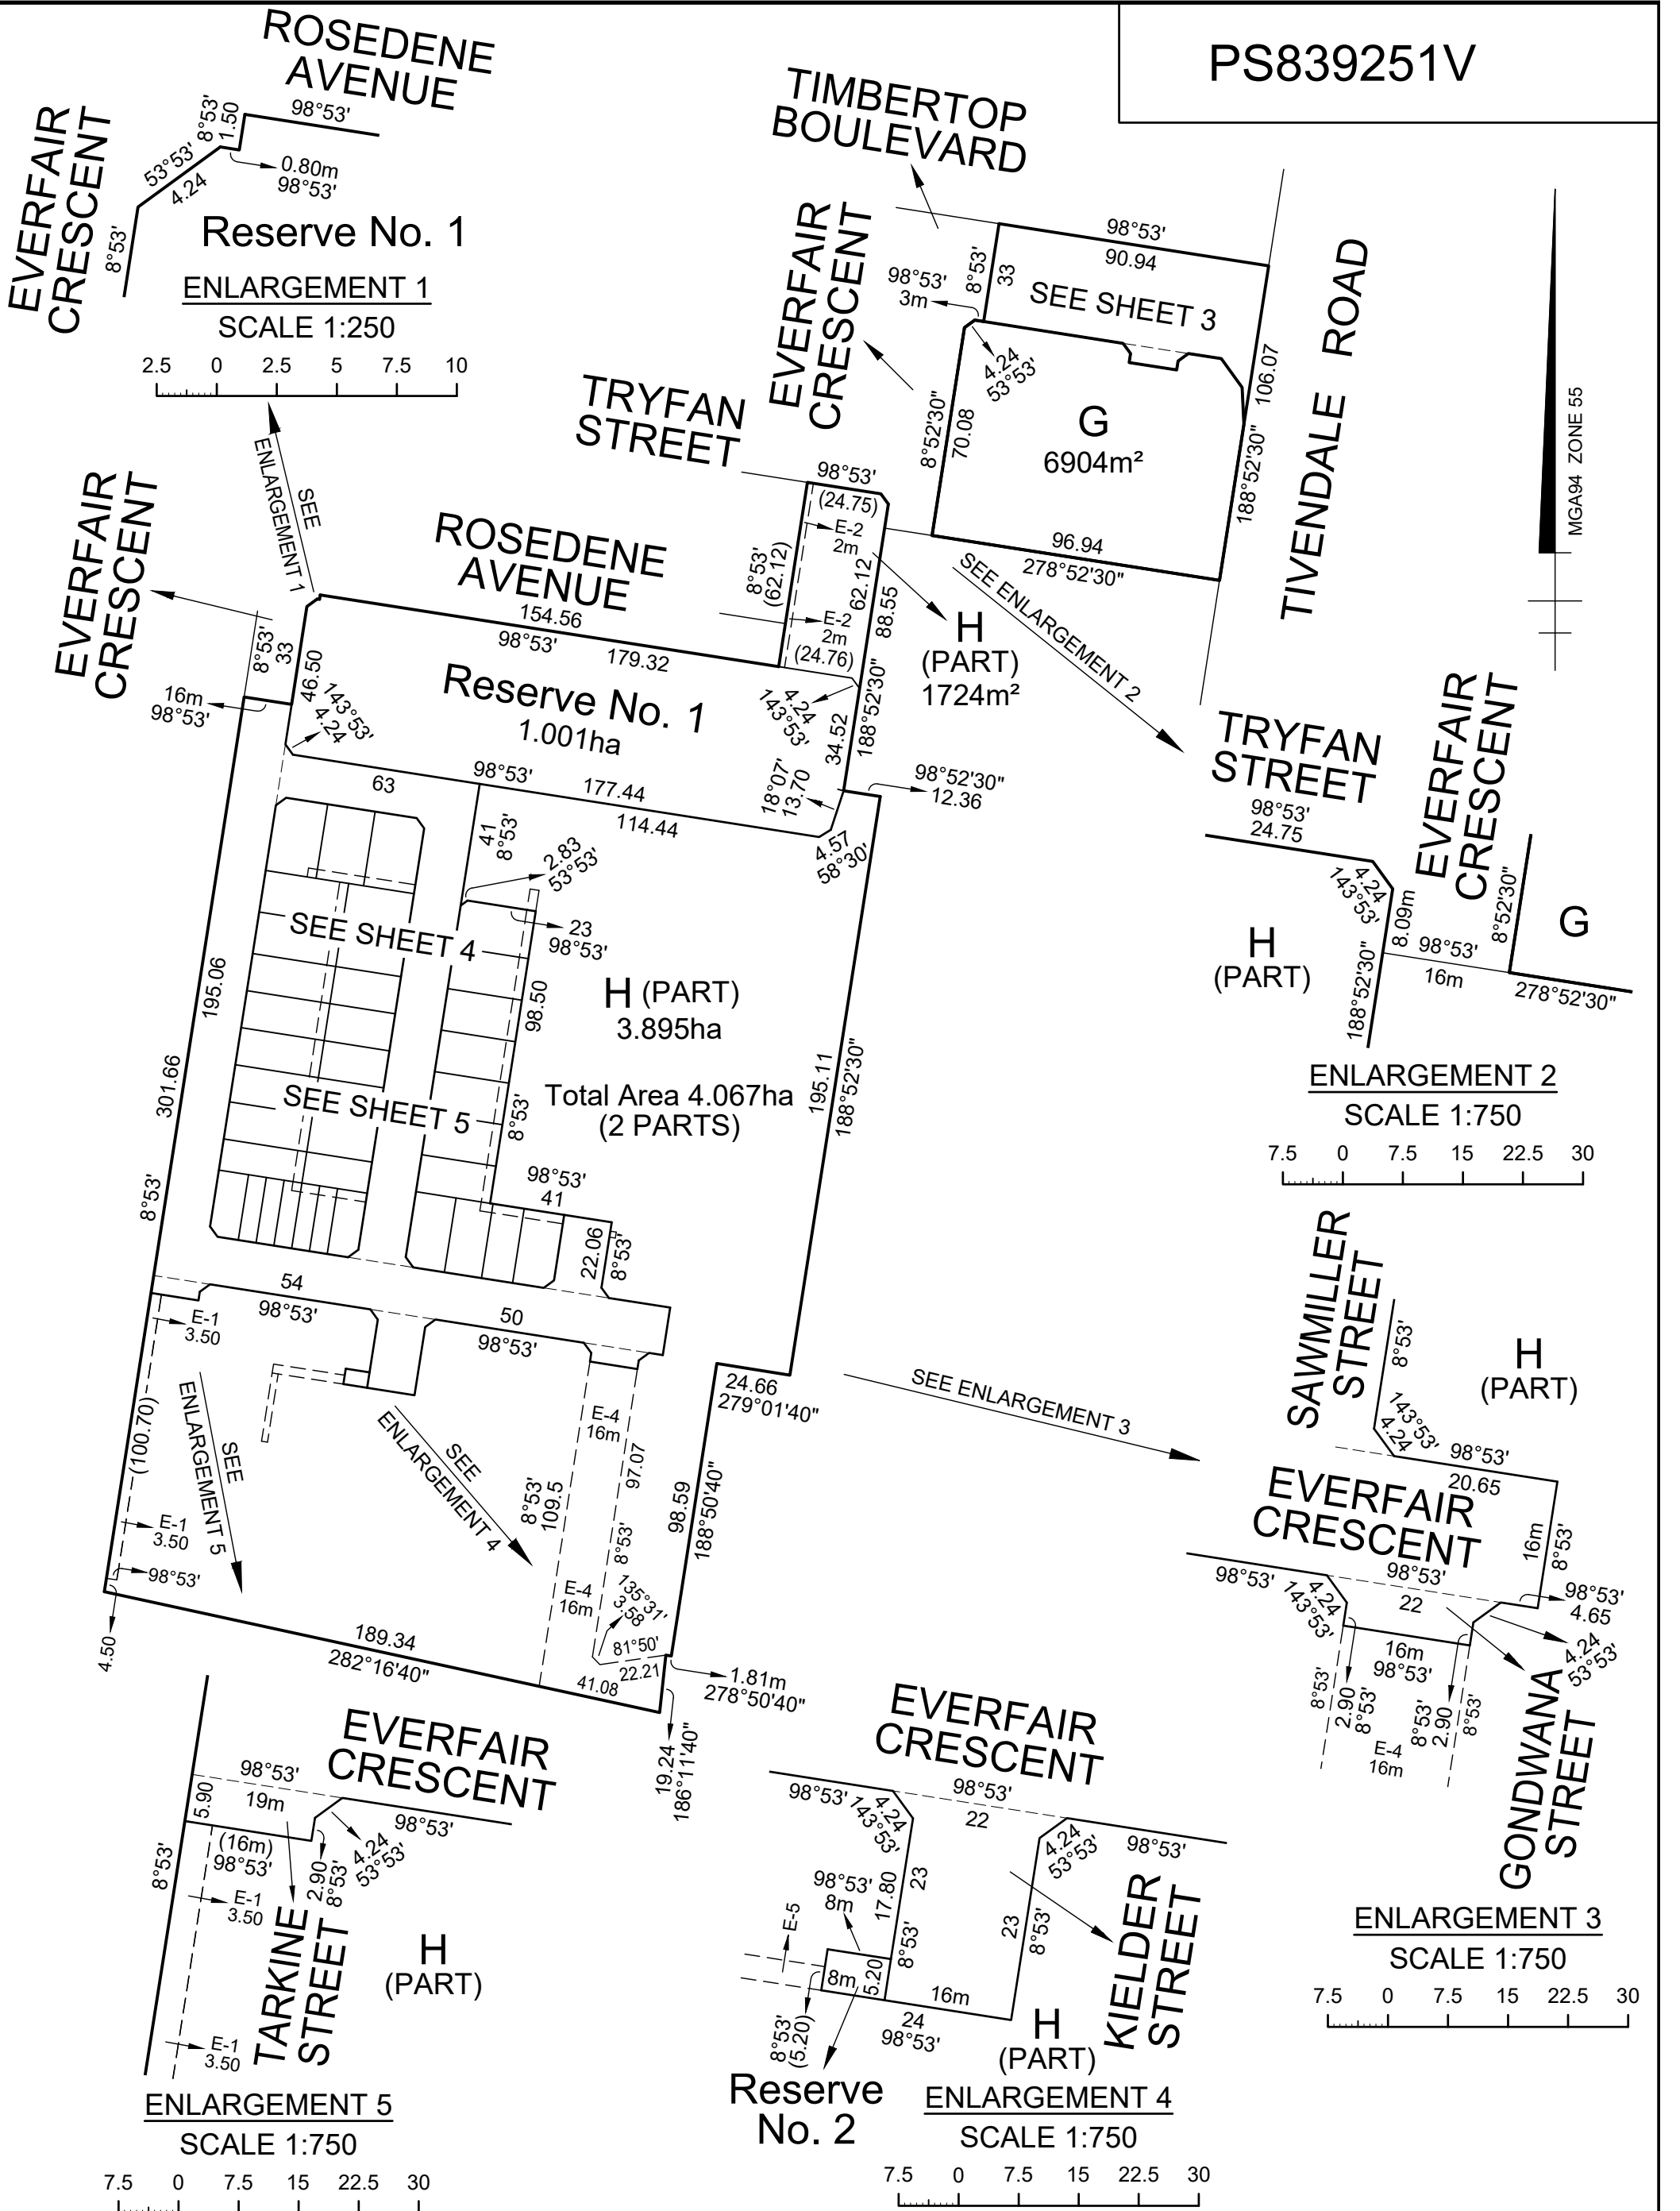 PS839251V
ROSEDENE
AVENUE
98°53'
8°53'
1.50
53°53'
4.24
0.80m
98°53'
EVERFAIR
CRESCENT
8°53'
Reserve No. 1
ENLARGEMENT 1
SCALE 1:250
2.5 0 2.5 5 7.5 10
SEE
ENLARGEMENT 1
TIMBERTOP
BOULEVARD
EVERFAIR
CRESCENT
98°53'
90.94
8°53'
33
98°53'
3m
SEE SHEET 3
4.24
53°53'
8°52'30"
70.08
G
6904m²
106.07
188°52'30"
TIVENDALE ROAD
96.94
278°52'30"
MGA94 ZONE 55
TRYFAN
STREET
98°53'
(24.75)
E-2
2m
8°53'
(62.12)
62.12
88.55
E-2
2m
(24.76)
H
(PART)
1724m²
SEE ENLARGEMENT 2
EVERFAIR
CRESCENT
ROSEDENE
AVENUE
154.56
98°53'
179.32
8°53'
33
46.50
16m
98°53'
143°53'
4.24
Reserve No. 1
1.001ha
4.24
143°53'
34.52
188°52'30"
98°52'30"
12.36
18°07'
13.70
4.57
58°30'
63
98°53'
177.44
114.44
41
8°53'
2.83
53°53'
23
98°53'
SEE SHEET 4
195.06
98.50
H (PART)
3.895ha
Total Area 4.067ha
(2 PARTS)
301.66
SEE SHEET 5
8°53'
195.11
188°52'30"
8°53'
98°53'
41
22.06
8°53'
54
98°53'
50
98°53'
E-1
3.50
24.66
279°01'40"
SEE ENLARGEMENT 3
(100.70)
SEE
ENLARGEMENT 5
SEE
ENLARGEMENT 4
E-4
16m
97.07
8°53'
109.5
8°53'
98.59
188°50'40"
E-1
3.50
98°53'
4.50
E-4
16m
135°31'
3.58
81°50'
22.21
189.34
282°16'40"
41.08
1.81m
278°50'40"
19.24
186°11'40"
TRYFAN
STREET
98°53'
24.75
EVERFAIR
CRESCENT
4.24
143°53'
8.09m
8°52'30"
G
H
(PART)
98°53'
16m
188°52'30"
278°52'30"
ENLARGEMENT 2
SCALE 1:750
7.5 0 7.5 15 22.5 30
SAWMILLER
STREET
8°53'
H
(PART)
143°53'
4.24
98°53'
20.65
EVERFAIR
CRESCENT
16m
8°53'
98°53'
98°53'
22
4.24
143°53'
98°53'
4.65
16m
98°53'
4.24
53°53'
8°53'
2.90
8°53'
8°53'
2.90
8°53'
E-4
16m
GONDWANA
STREET
ENLARGEMENT 3
SCALE 1:750
7.5 0 7.5 15 22.5 30
EVERFAIR
CRESCENT
98°53'
19m
5.90
98°53'
(16m)
98°53'
4.24
53°53'
2.90
8°53'
8°53'
E-1
3.50
TARKINE
STREET
H
(PART)
E-1
3.50
ENLARGEMENT 5
SCALE 1:750
7.5 0 7.5 15 22.5 30
EVERFAIR
CRESCENT
98°53'
4.24
143°53'
98°53'
22
4.24
53°53'
98°53'
98°53'
8m
17.80
23
8°53'
E-5
8m
5.20
23
8°53'
16m
24
98°53'
8°53'
(5.20)
KIELDER
STREET
H
(PART)
Reserve
No. 2
ENLARGEMENT 4
SCALE 1:750
7.5 0 7.5 15 22.5 30